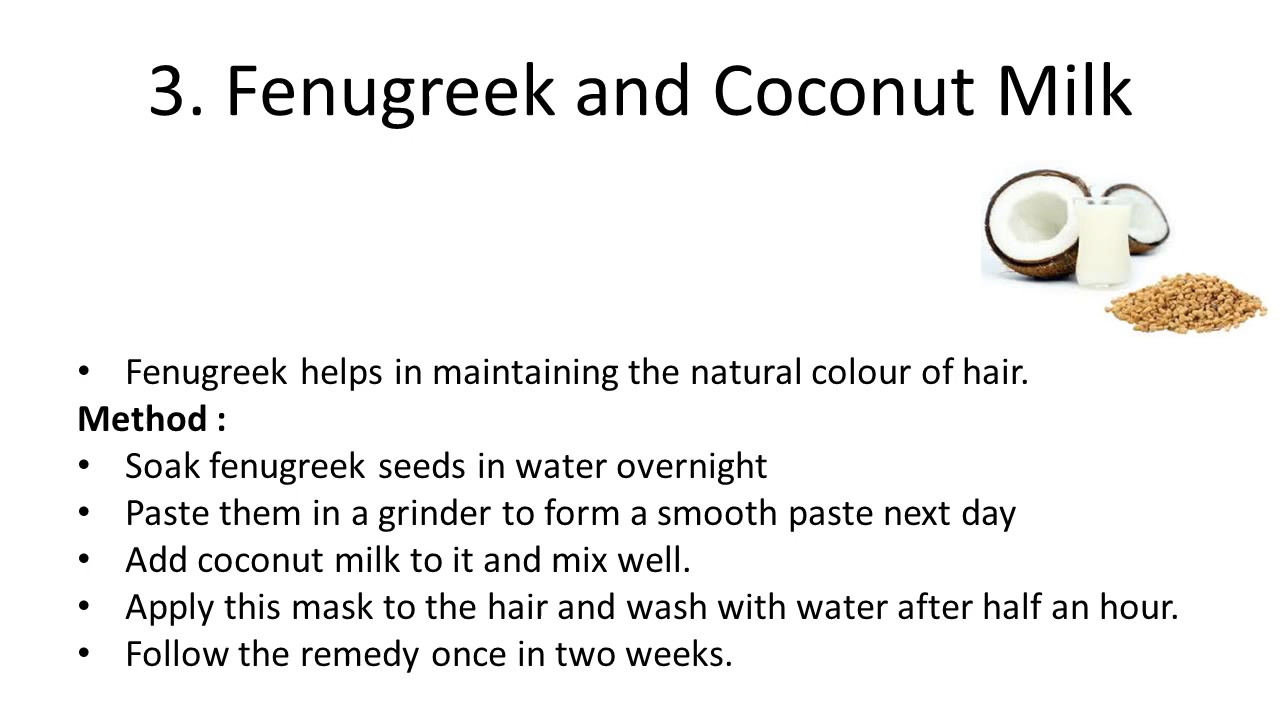 3. Fenugreek and Coconut Milk
• Fenugreek helps in maintaining the natural colour of hair.
Method :
• Soak fenugreek seeds in water overnight
• Paste them in a grinder to form a smooth paste next day
• Add coconut milk to it and mix well.
• Apply this mask to the hair and wash with water after half an hour.
• Follow the remedy once in two weeks.